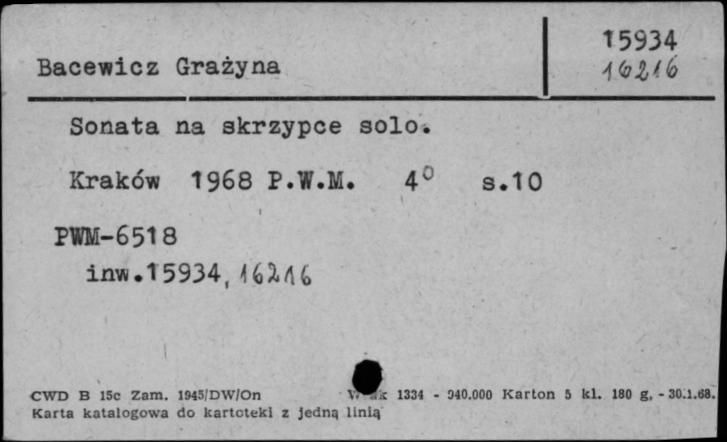 Bacewicz Grażyna
15934
16216
Sonata na skrzypce solo.
Kraków 1968 P.W.M. 4° s.10
PWM-6518
inw.15934, 16216
CWD B 15c Zam. 1945/DW/On 1334 - 940.000 Karton 5 kl. 180 g, - 30.1.68.
Karta katalogowa do kartoteki z jedną linią